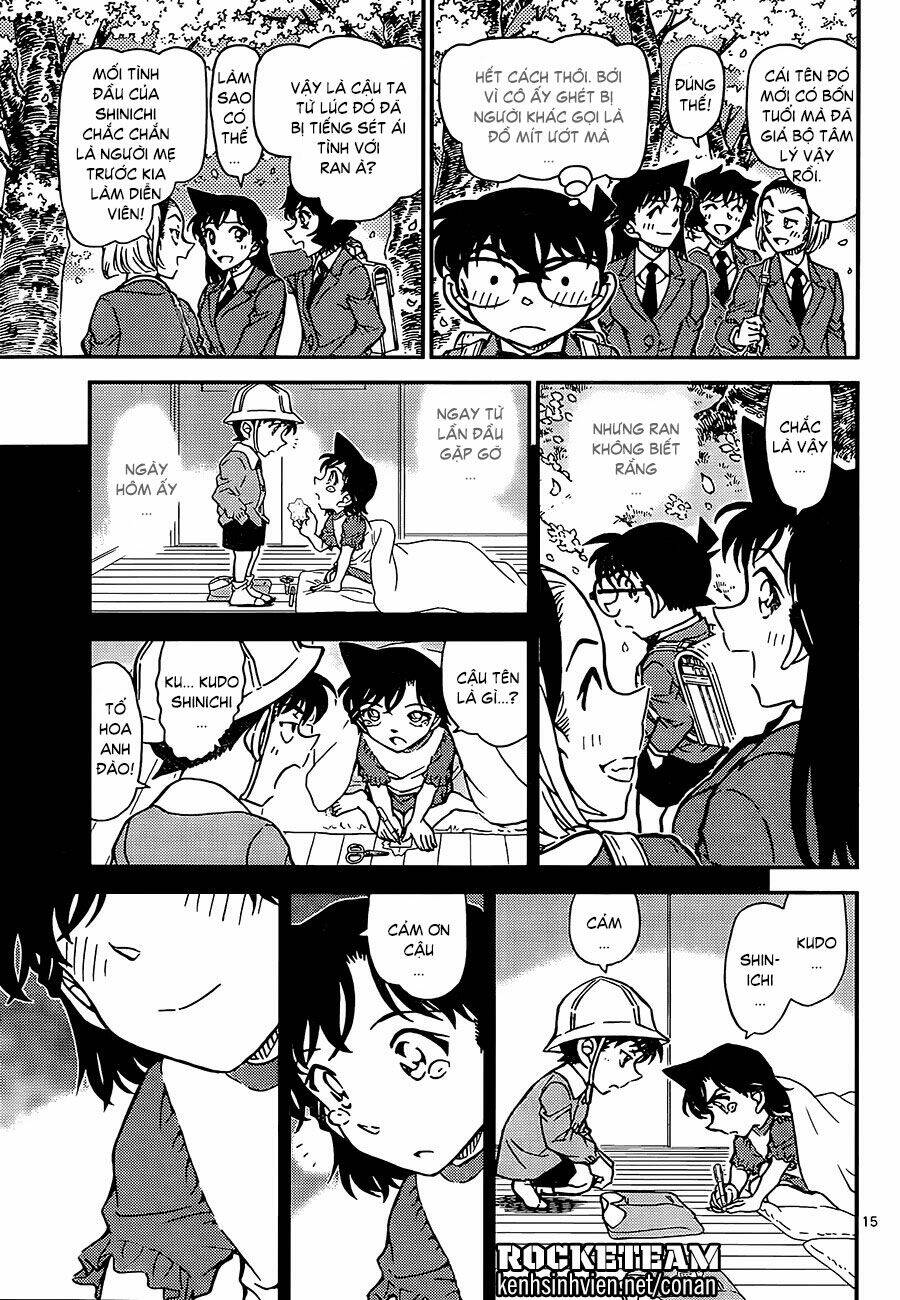 CÁI TÊN ĐÓ
MỚI CÓ BỐN
TUỔI MÀ ĐÃ
GIẢ BỘ TÂM
LÝ VẬY
RỒI.
ĐÚNG
THẾ!
HẾT CÁCH THÔI. BỞI
VÌ CÔ ẤY GHÉT BỊ
NGƯỜI KHÁC GỌI LÀ
ĐỒ MÍT ƯỚT MÀ
...
VẬY LÀ CẬU TA
TỪ LÚC ĐÓ ĐÃ
BỊ TIẾNG SÉT ÁI
TÌNH VỚI
RAN À?
LÀM
SAO CÓ
THỂ
...
MỐI TÌNH
ĐẦU CỦA
SHINICHI
CHẮC CHẮN
LÀ NGƯỜI MẸ
TRƯỚC KIA
LÀM DIỄN
VIÊN!
CHẮC
LÀ VẬY
...
NHƯNG RAN
KHÔNG BIẾT
RẰNG
...
NGAY TỪ
LẦN ĐẦU
GẶP GỠ
...
NGÀY
HÔM ẤY
...
CẬU TÊN
LÀ GÌ...?
KU... KUDO
SHINICHI
...
TỔ
HOA ANH
ĐÀO!
KUDO
...
SHIN-
ICHI
...
CẢM
...
CẢM ƠN
CẬU
...
15
ROCKETEAM
kenhsinhvien.net/conan